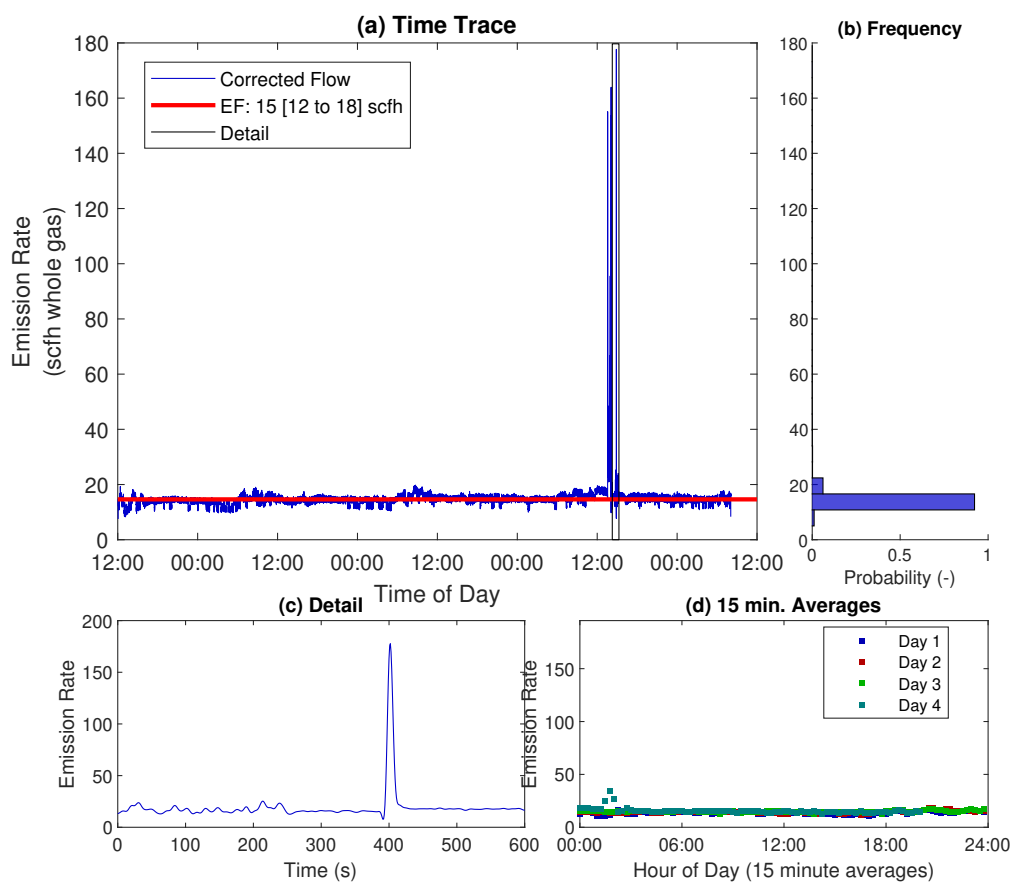 (a) Time Trace
(b) Frequency
180
160
140
120
100
80
60
40
20
0
Emission Rate
(scfh whole gas)
Corrected Flow
EF: 15 [12 to 18] scfh
Detail
12:00 00:00 12:00 00:00 12:00 00:00 12:00 00:00 12:00
Time of Day
180
160
140
120
100
80
60
40
20
0
0 0.5 1
Probability (-)
(c) Detail
200
150
100
50
0
Emission Rate
0 100 200 300 400 500 600
Time (s)
(d) 15 min. Averages
150
100
50
0
Emission Rate
Day 1
Day 2
Day 3
Day 4
00:00 06:00 12:00 18:00 24:00
Hour of Day (15 minute averages)